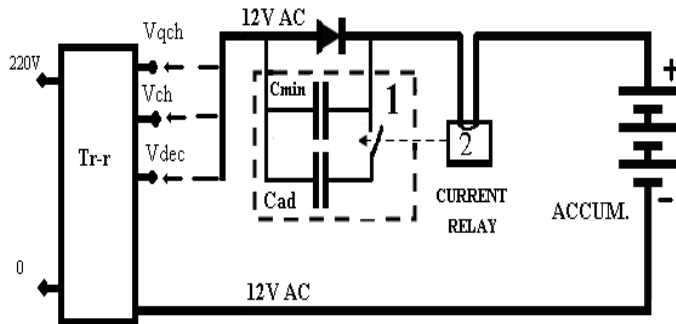 12V AC
Vqch
220V
Vch
Cmin
1
+
Tr-r
Vdec
2
Cad
CURRENT
RELAY
ACCUM.
-
0
12V AC